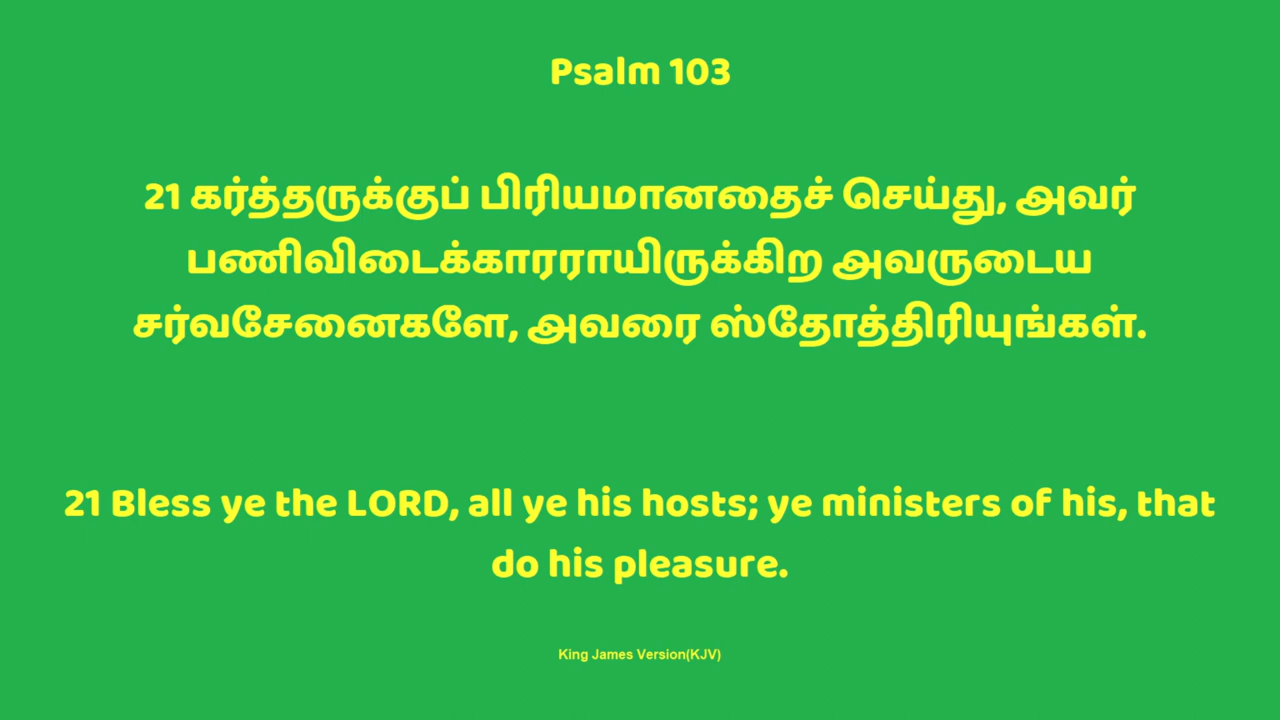 Psalm 103
21 கர்த்தருக்குப் பிரியமானதைச் செய்து, அவர்
பணிவிடைக்காரராயிருக்கிற அவருடைய
சர்வசேனைகளே, அவரை ஸ்தோத்திரியுங்கள்.
21 Bless ye the LORD, all ye his hosts; ye ministers of his, that
do his pleasure.
King James Version(KJV)